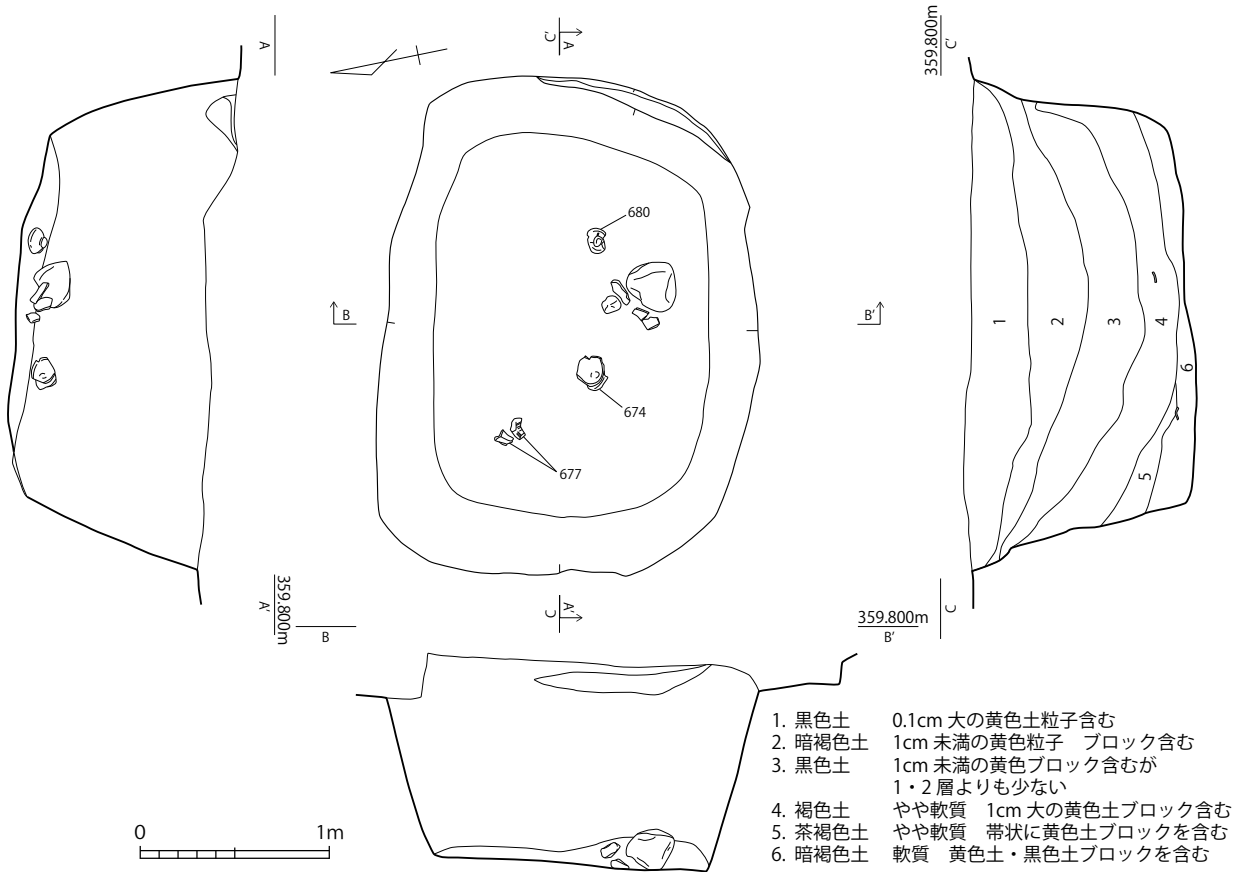 A
C'
A
359.800m
C'
680
B
B'
1
2
3
4
6
5
674
677
A'
359.800m
B
C
A'
359.800m
B'
C
0
1m
1. 黒色土 0.1cm 大の黄色土粒子含む
2. 暗褐色土 1cm 未満の黄色粒子 ブロック含む
3. 黒色土 1cm 未満の黄色ブロック含むが
1・2 層よりも少ない
4. 褐色土 やや軟質 1cm 大の黄色土ブロック含む
5. 茶褐色土 やや軟質 帯状に黄色土ブロックを含む
6. 暗褐色土 軟質 黄色土・黒色土ブロックを含む